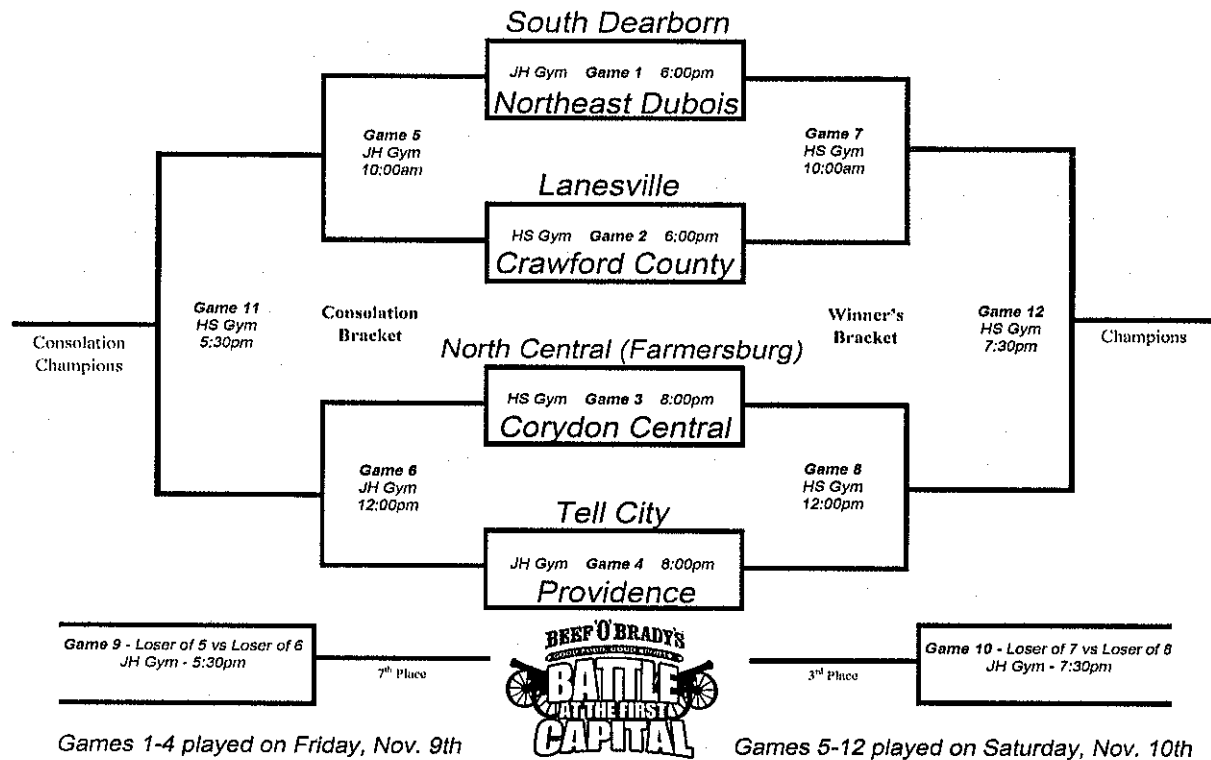 South Dearborn
JH Gym Game 1 6:00pm
Northeast Dubois
Game 5
JH Gym
10:00am
Game 7
HS Gym
10:00am
Lanesville
HS Gym Game 2 6:00pm
Crawford County
Game 11
HS Gym
5:30pm
Consolation
Bracket
Winner's
Bracket
Game 12
HS Gym
7:30pm
Consolation
Champions
Champions
North Central (Farmersburg)
HS Gym Game 3 8:00pm
Corydon Central
Game 6
JH Gym
12:00pm
Game 8
HS Gym
12:00pm
Tell City
JH Gym Game 4 8:00pm
Providence
Game 9 - Loser of 5 vs Loser of 6
JH Gym - 5:30pm
7th Place
BEEF 'O' BRADY'S
BATTLE
AT THE FIRST
CAPITAL
3rd Place
Game 10 - Loser of 7 vs Loser of 8
JH Gym - 7:30pm
Games 1-4 played on Friday, Nov. 9th
Games 5-12 played on Saturday, Nov. 10th